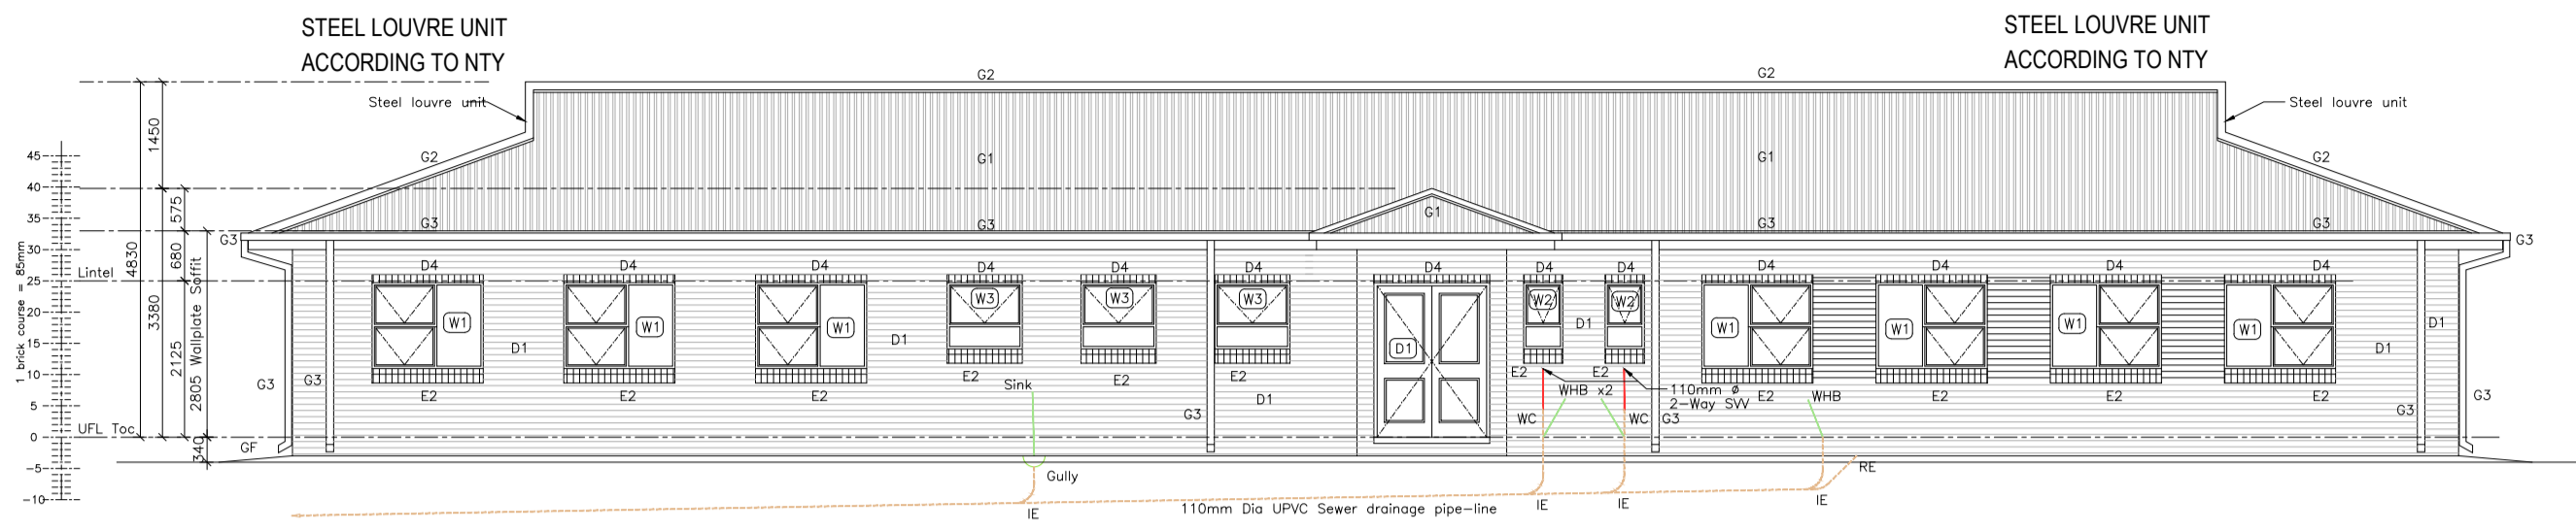 STEEL LOUVRE UNIT
ACCORDING TO NTY
STEEL LOUVRE UNIT
ACCORDING TO NTY
G2
G2
Steel louvre unit
Steel louvre unit
1450
45
G2
G1
G1
G2
40
575
35
G1
G3
G3
G3
G3
G3
G3
30
4830
680
D4
D4
D4
D4
D4
D4
D4
D4
D4
D4
D4
D4
D4
Lintel
25
W3
W3
W3
W2
W2
20
3380
W1
W1
W1
D1
W1
W1
W1
W1
D1
15
2125
D1
D1
D1
D1
1 brick course = 85mm
2805 Wallplate Soffit
10
G3
G3
E2
E2
E2
E2
E2
Sink
WHB x2
110mm ø
2-Way SVV
E2
E2
E2
D1
E2
WHB
E2
E2
E2
G3
5
G3
WC
WC
G3
G3
UFL Toc
0
340
GF
-5
Gully
RE
-10
IE
110mm Dia UPVC Sewer drainage pipe-line
IE
IE
IE